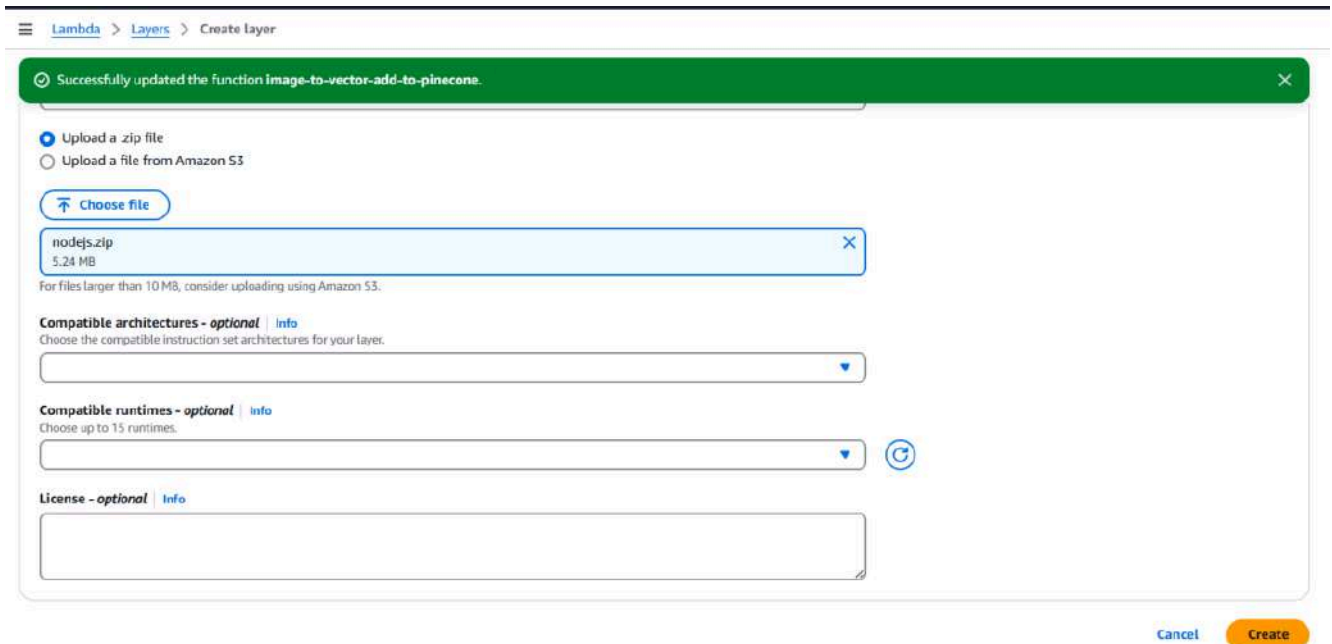 Lambda > Layers > Create layer
Successfully updated the function image-to-vector-add-to-pinecone.
Upload a .zip file
Upload a file from Amazon S3
Choose file
nodejs.zip
5.24 MB
For files larger than 10 MB, consider uploading using Amazon S3.
Compatible architectures - optional | Info
Choose the compatible instruction set architectures for your layer.
Compatible runtimes - optional | Info
Choose up to 15 runtimes.
License - optional | Info
Cancel Create